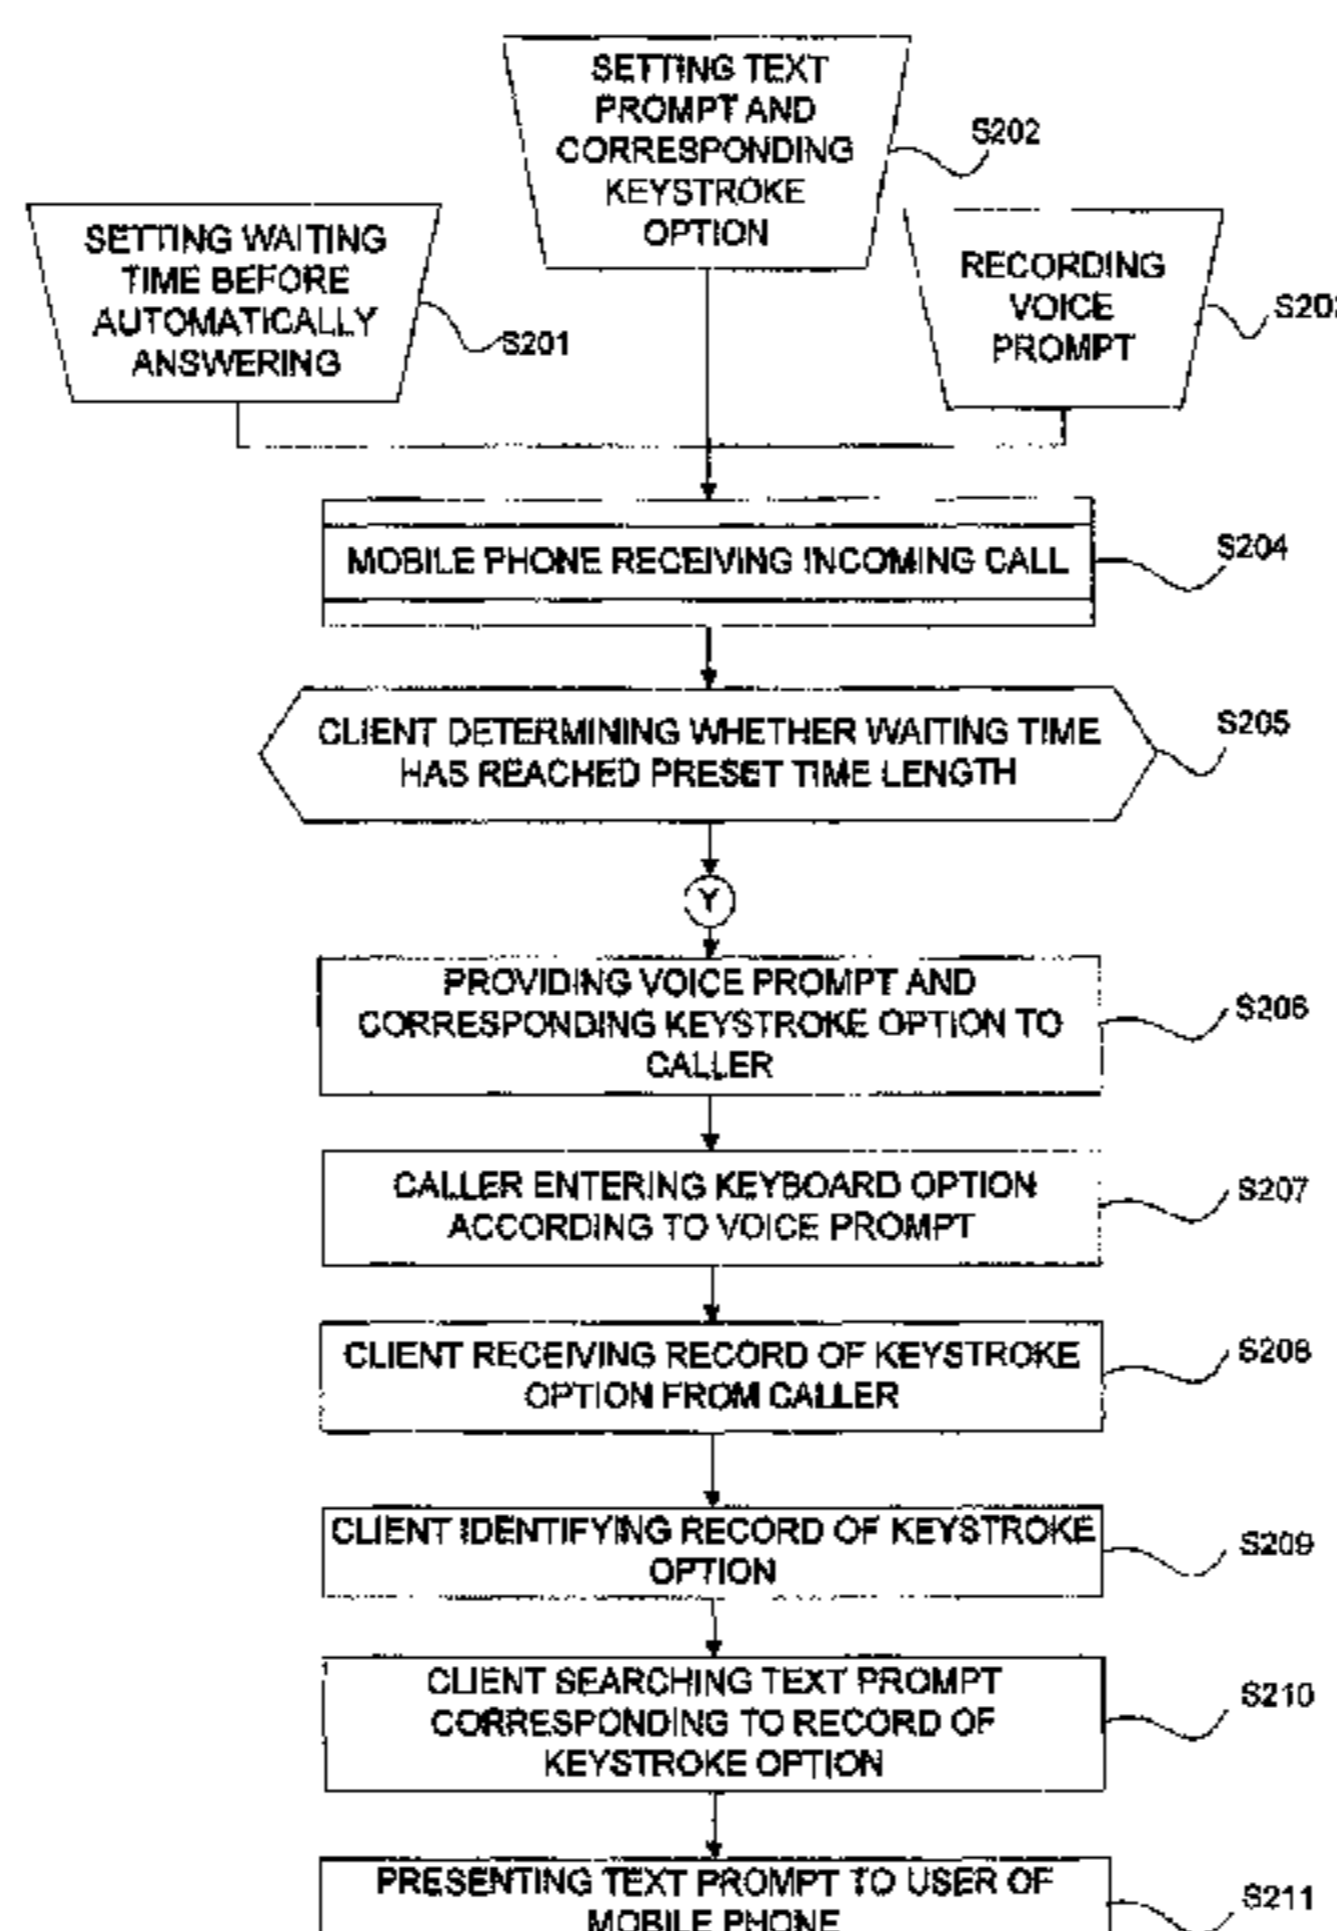 SETTING TEXT
PROMPT AND
CORRESPONDING
KEYSTROKE
OPTION
S202
SETTING WAITING
TIME BEFORE
AUTOMATICALLY
ANSWERING
S201
RECORDING
VOICE
PROMPT
S203
MOBILE PHONE RECEIVING INCOMING CALL
S204
CLIENT DETERMINING WHETHER WAITING TIME
HAS REACHED PRESET TIME LENGTH
S205
Y
PROVIDING VOICE PROMPT AND
CORRESPONDING KEYSTROKE OPTION TO
CALLER
S206
CALLER ENTERING KEYBOARD OPTION
ACCORDING TO VOICE PROMPT
S207
CLIENT RECEIVING RECORD OF KEYSTROKE
OPTION FROM CALLER
S208
CLIENT IDENTIFYING RECORD OF KEYSTROKE
OPTION
S209
CLIENT SEARCHING TEXT PROMPT
CORRESPONDING TO RECORD OF
KEYSTROKE OPTION
S210
PRESENTING TEXT PROMPT TO USER OF
MOBILE PHONE
S211